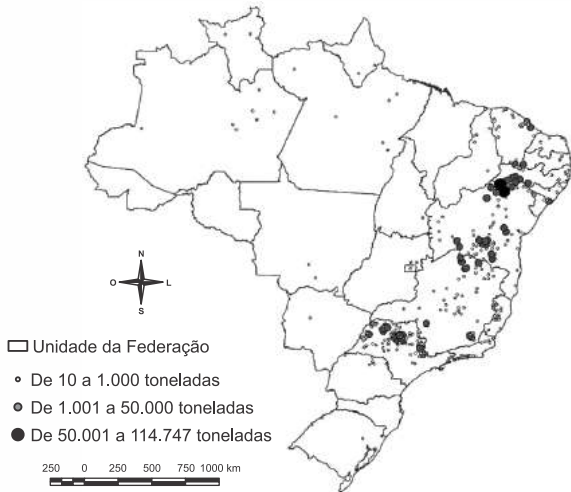 N
O L
S
Unidade da Federação
De 10 a 1.000 toneladas
De 1.001 a 50.000 toneladas
De 50.001 a 114.747 toneladas
250 0 250 500 750 1000 km